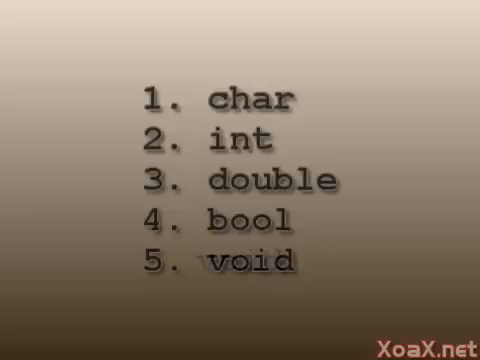 1. char
2. int
3. double
4. bool
5. void
XoaX.net